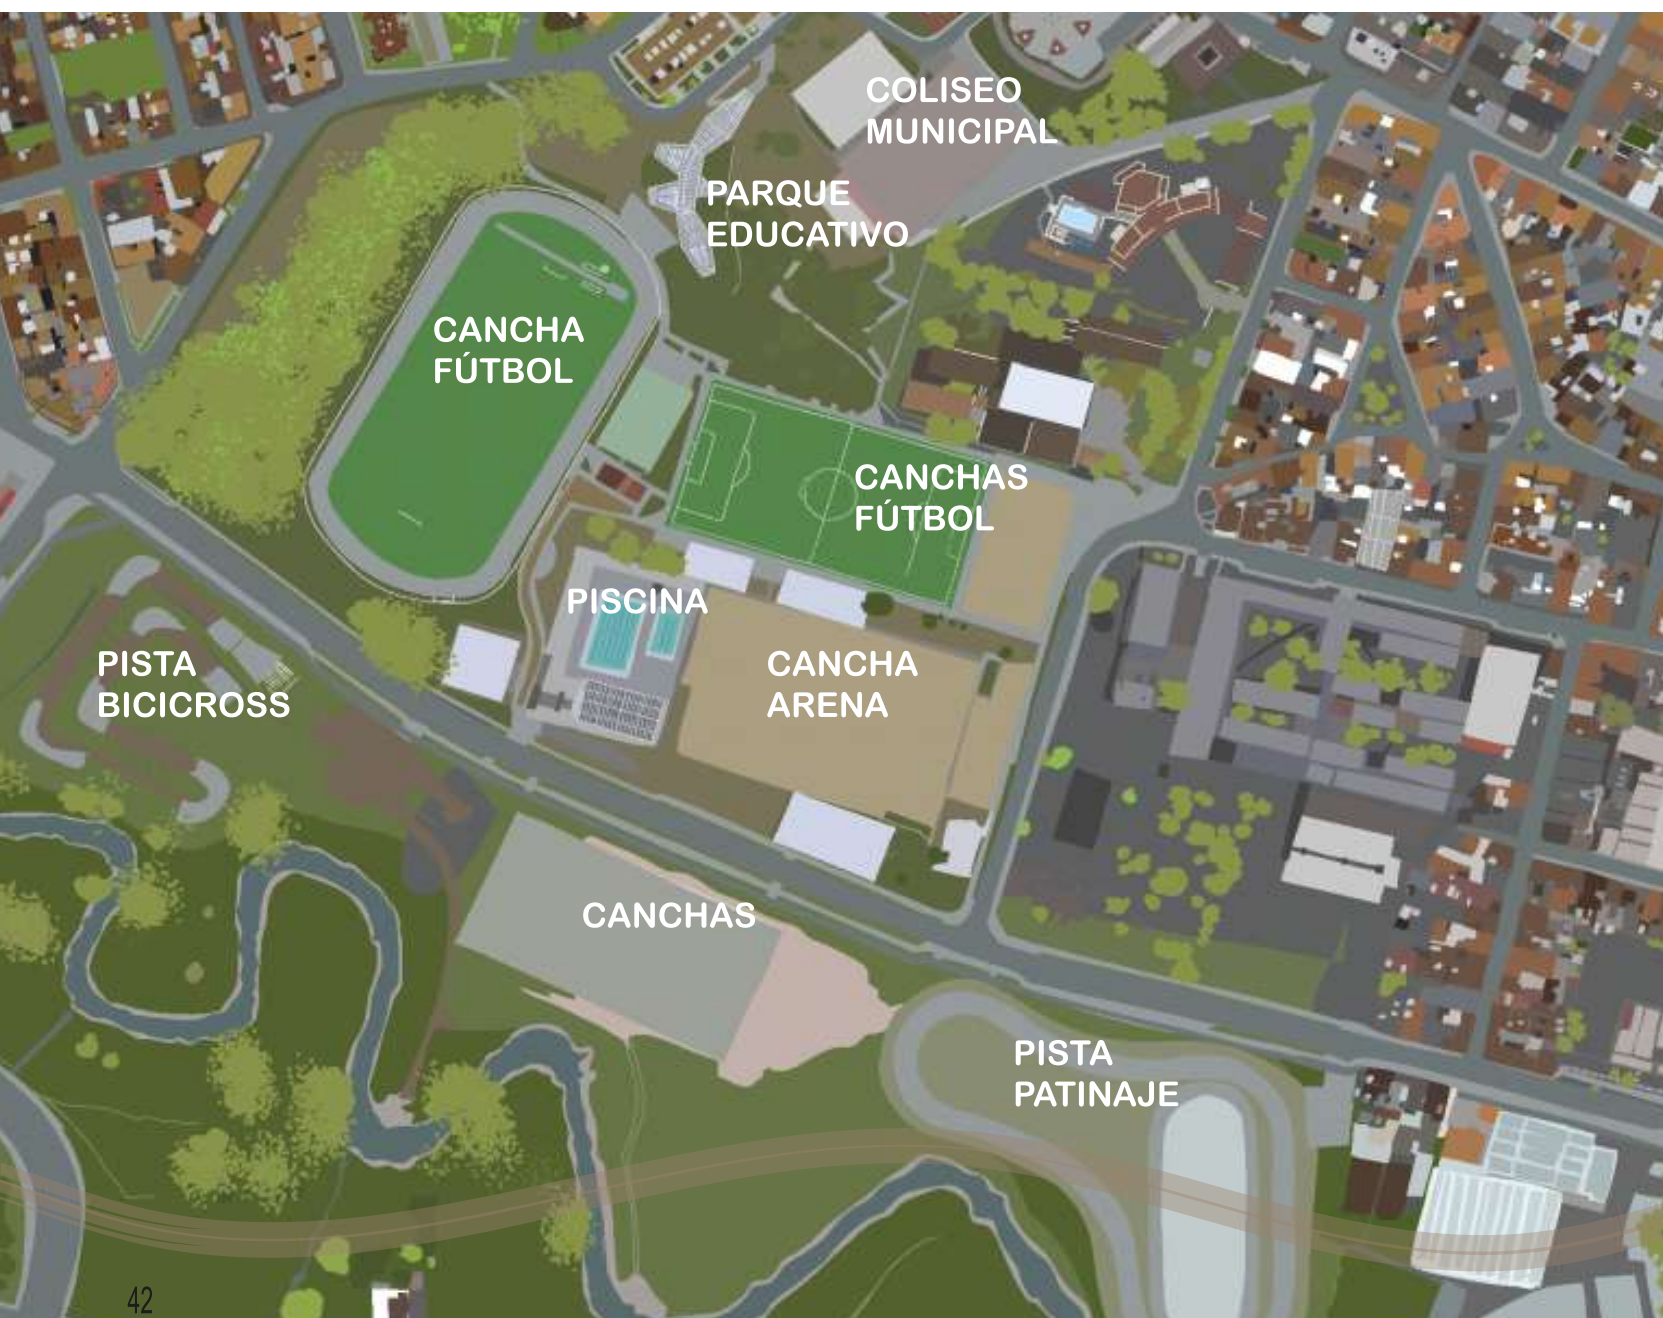 COLISEO
MUNICIPAL
PARQUE
EDUCATIVO
CANCHA
FÚTBOL
CANCHAS
FÚTBOL
PISCINA
PISTA
BICICROSS
CANCHA
ARENA
CANCHAS
PISTA
PATINAJE
42